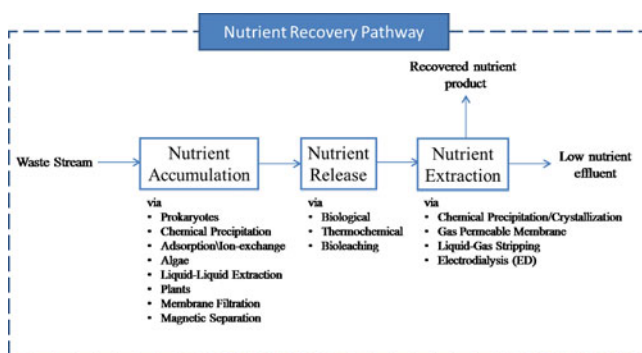 Nutrient Recovery Pathway
Recovered nutrient
product
Waste Stream
Nutrient
Accumulation
Nutrient
Release
Nutrient
Extraction
Low nutrient
effluent
via
• Prokaryotes
• Chemical Precipitation
• Adsorption\Ion-exchange
• Algae
• Liquid-Liquid Extraction
• Plants
• Membrane Filtration
• Magnetic Separation
via
• Biological
• Thermochemical
• Bioleaching
via
• Chemical Precipitation/Crystallization
• Gas Permeable Membrane
• Liquid-Gas Stripping
• Electrodialysis (ED)